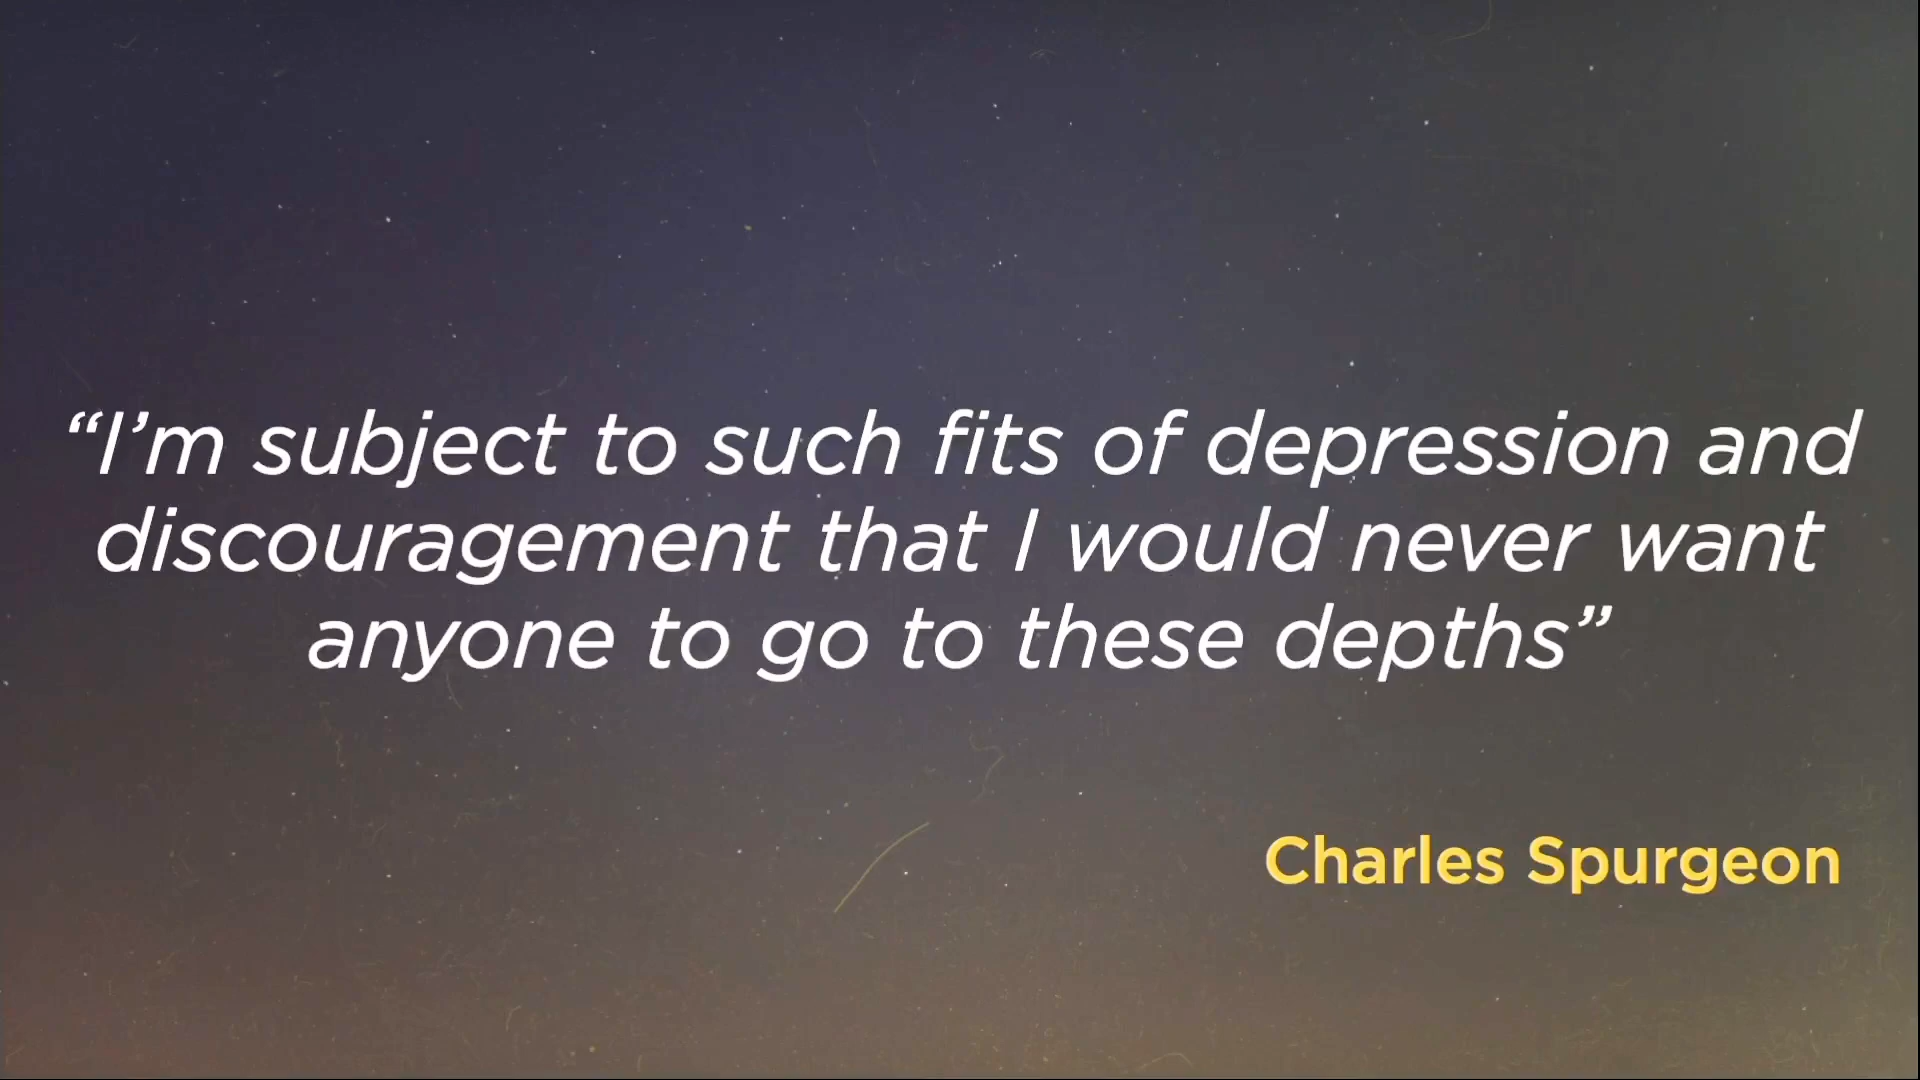 “I’m subject to such fits of depression and
discouragement that I would never want
anyone to go to these depths”
Charles Spurgeon